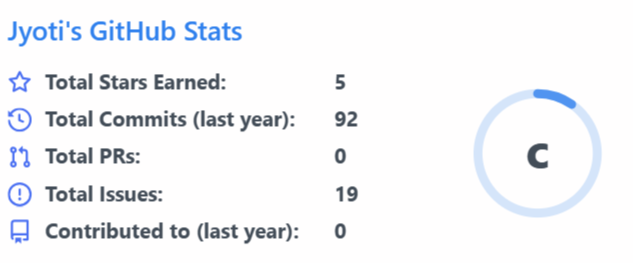 Jyoti's GitHub Stats
Total Stars Earned: 5
Total Commits (last year): 92
Total PRs: 0
Total Issues: 19
Contributed to (last year): 0
C